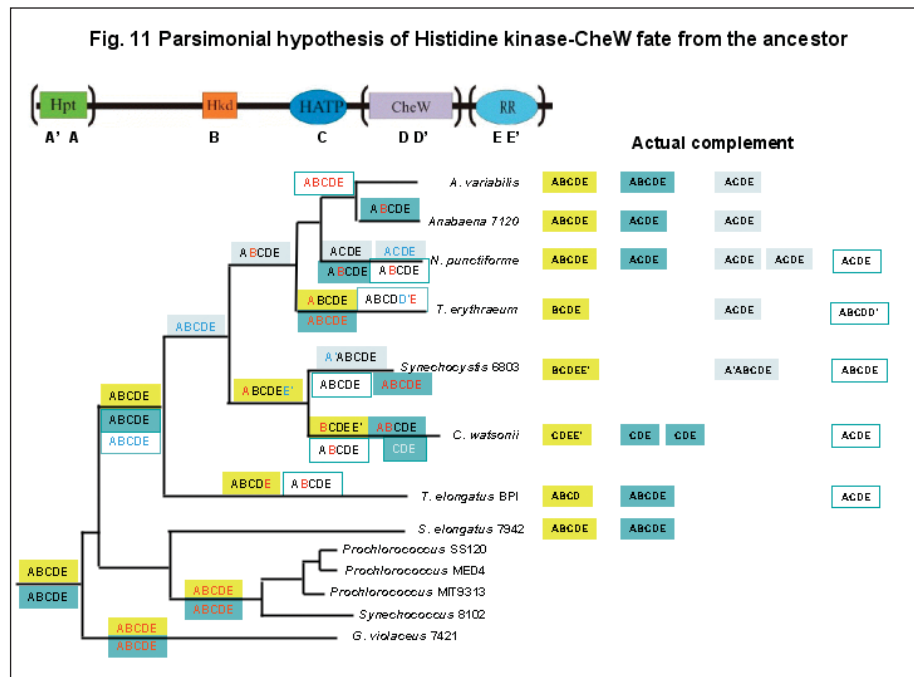 Fig. 11 Parsimonial hypothesis of Histidine kinase-CheW fate from the ancestor
( Hpt ) Hkd HATP ( CheW ) ( RR )
A' A B C D D' E E'
Actual complement
ABCDE A. variabilis ABCDE ABCDE ACDE
ABCDE Anabaena 7120 ABCDE ACDE ACDE
ABCDE ACDE ACDE N. punctiforme ABCDE ACDE ACDE ACDE ACDE
ABCDE ABCDE
ABCDE ABCDD'E T. erythraeum BCDE ACDE ABCDD'
ABCDE
ABCDE
A'ABCDE Synechocystis 6803 BCDEE' A'ABCDE ABCDE
ABCDEE' ABCDE ABCDE
ABCDE
ABCDE
ABCDE
BCDEE' ABCDE C. watsonii CDEE' CDE CDE ACDE
ABCDE CDE
ABCDE ABCDE T. elongatus BPI ABCD ABCDE ACDE
S. elongatus 7942 ABCDE ABCDE
Prochlorococcus SS120
Prochlorococcus MED4
ABCDE Prochlorococcus MIT9313
ABCDE ABCDE
ABCDE Synechococcus 8102
ABCDE G. violaceus 7421
ABCDE